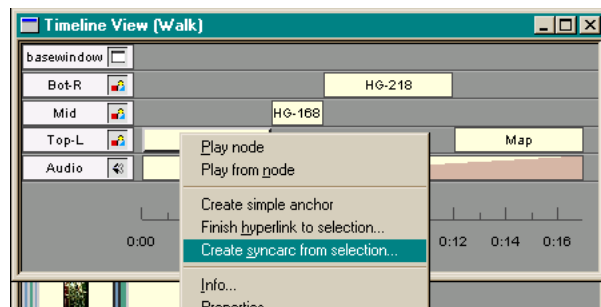 Timeline View (Walk)
basewindow
Bot-R HG-218
Mid HG-168
Top-L Map
Audio
Play node
Play from node
Create simple anchor
Finish hyperlink to selection...
Create syncarc from selection...
Info...
Properties
0:00 0:12 0:14 0:16